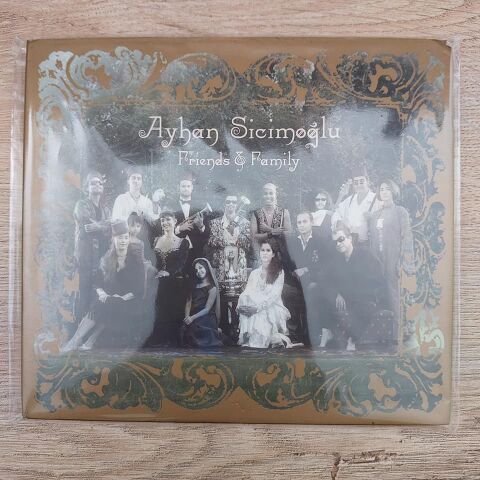 Ayhan Sicimoğlu
Friends & Family